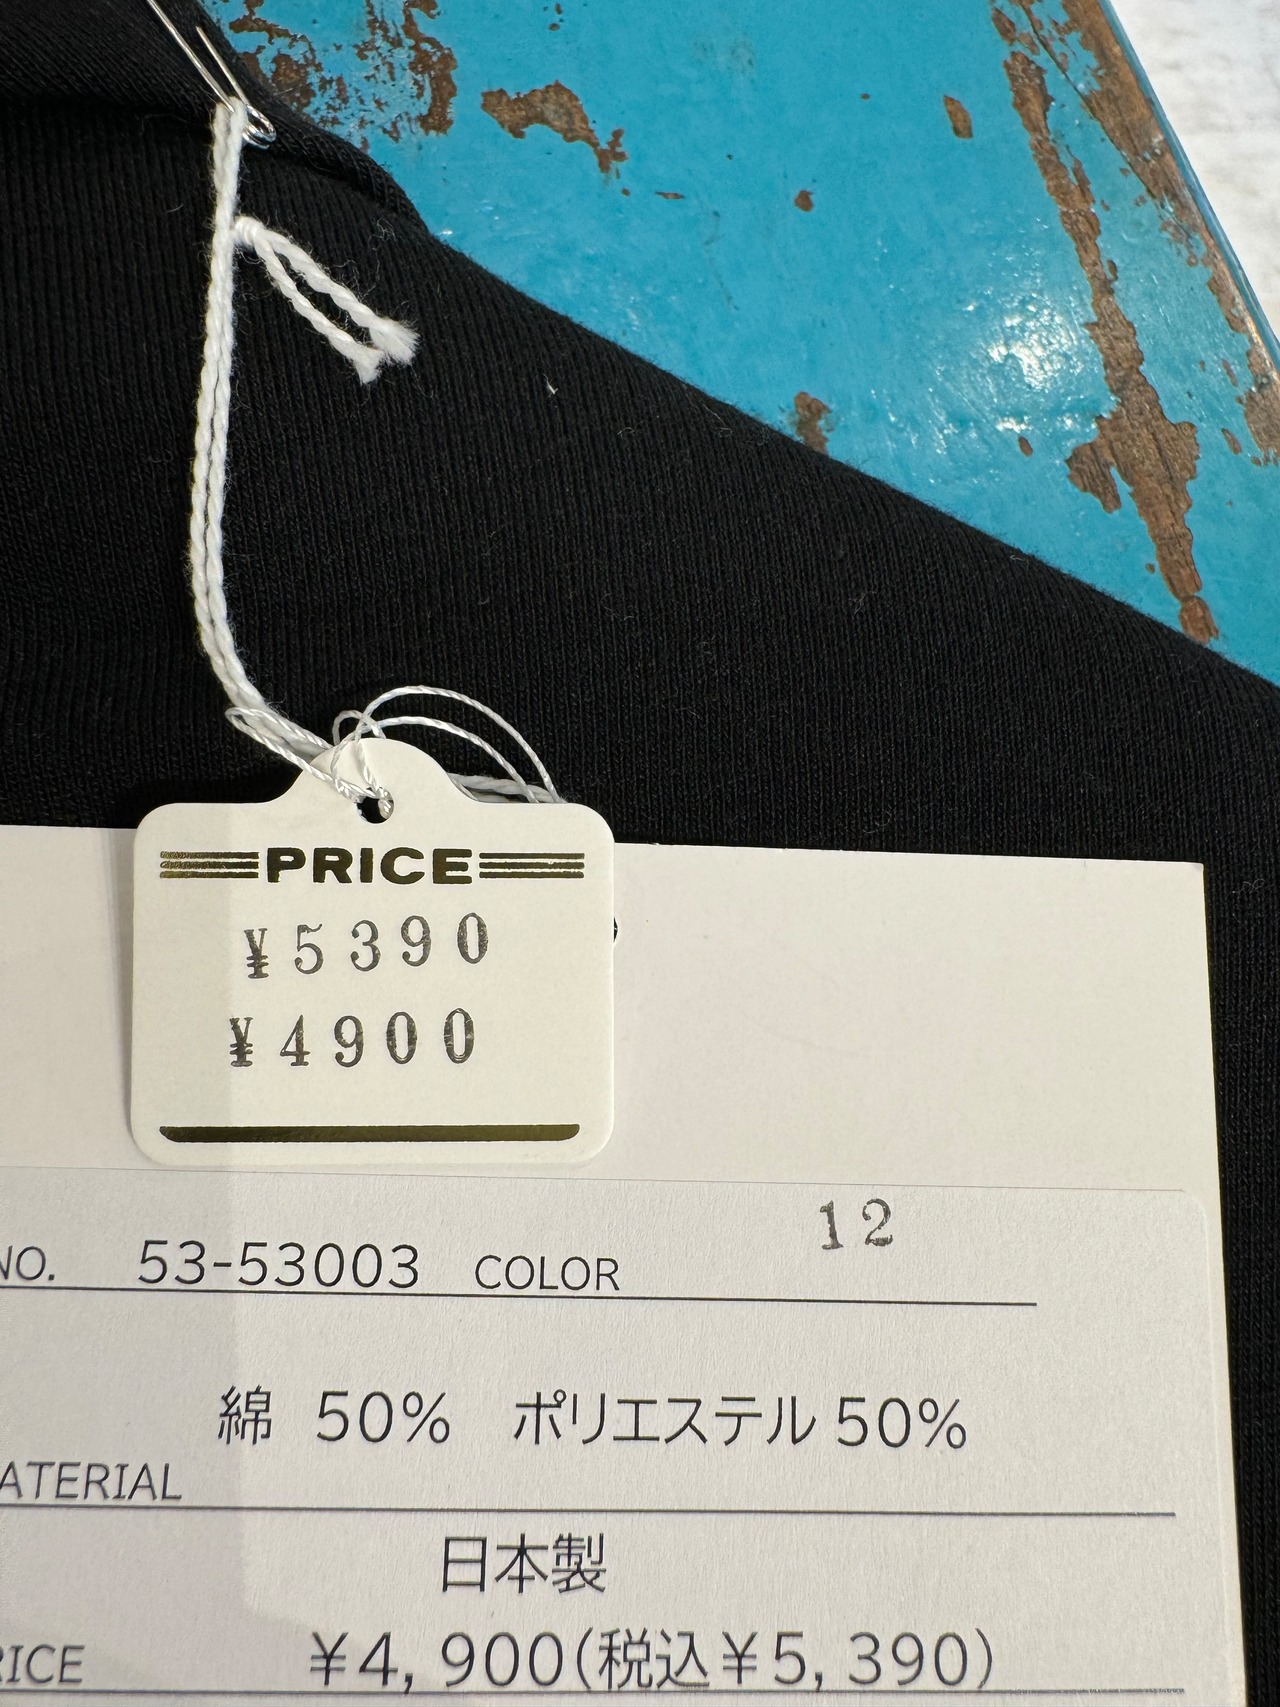 PRICE
¥5390
¥4900
12
NO. 53-53003 COLOR
綿 50% ポリエステル 50%
ATERIAL
日本製
RICE ¥4,900(税込¥5,390)